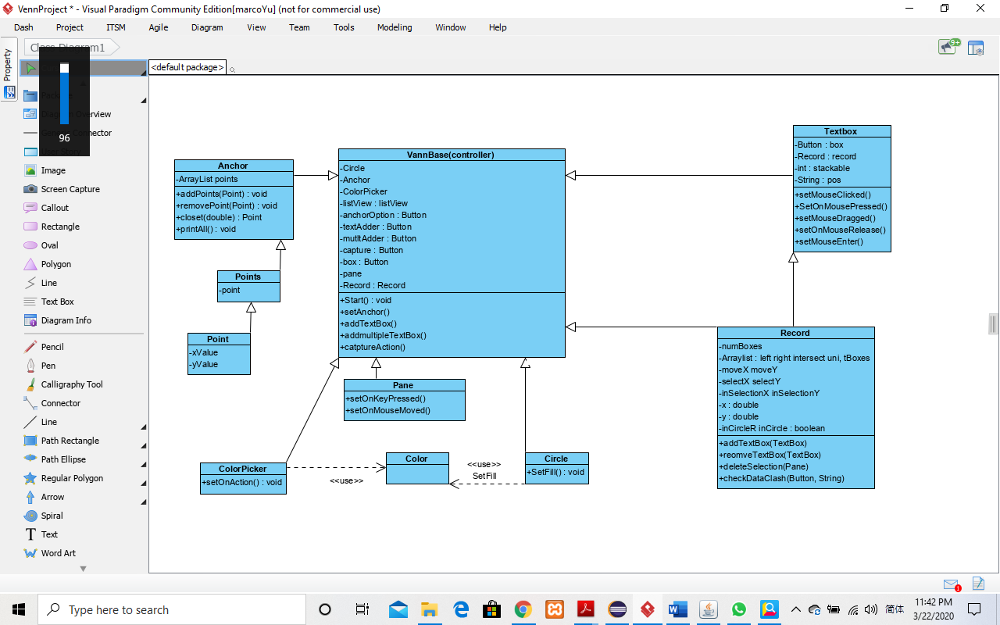 VennProject * - Visual Paradigm Community Edition[marcoYu] (not for commercial use)
Dash Project ITSM Agile Diagram View Team Tools Modeling Window Help
Property
Class Diagram1
9+
<default package>
96
Package
Diagram Overview
Generic Connector
User Story
Image
Screen Capture
Callout
Rectangle
Oval
Polygon
Line
Text Box
Diagram Info
Pencil
Pen
Calligraphy Tool
Connector
Line
Path Rectangle
Path Ellipse
Regular Polygon
Arrow
Spiral
Text
Word Art
Anchor
-ArrayList points
+addPoints(Point) : void
+removePoint(Point) : void
+closet(double) : Point
+printAll() : void
Points
-point
Point
-xValue
-yValue
VannBase(controller)
-Circle
-Anchor
-ColorPicker
-listView : listView
-anchorOption : Button
-textAdder : Button
-mutltAdder : Button
-capture : Button
-box : Button
-pane
-Record : Record
+Start() : void
+setAnchor()
+addTextBox()
+addmultipleTextBox()
+catptureAction()
Textbox
-Button : box
-Record : record
-int : stackable
-String : pos
+setMouseClicked()
+SetOnMousePressed()
+setMouseDragged()
+setOnMouseRelease()
+setMouseEnter()
Record
-numBoxes
-Arraylist : left right intersect uni, tBoxes
-moveX moveY
-selectX selectY
-inSelectionX inSelectionY
-x : double
-y : double
-inCircleR inCircle : boolean
+addTextBox(TextBox)
+reomveTextBox(TextBox)
+deleteSelection(Pane)
+checkDataClash(Button, String)
Pane
+setOnKeyPressed()
+setOnMouseMoved()
ColorPicker
+setOnAction() : void
<<use>>
Color
<<use>>
SetFill
Circle
+SetFill() : void
1
Type here to search
简体
11:42 PM
3/22/2020